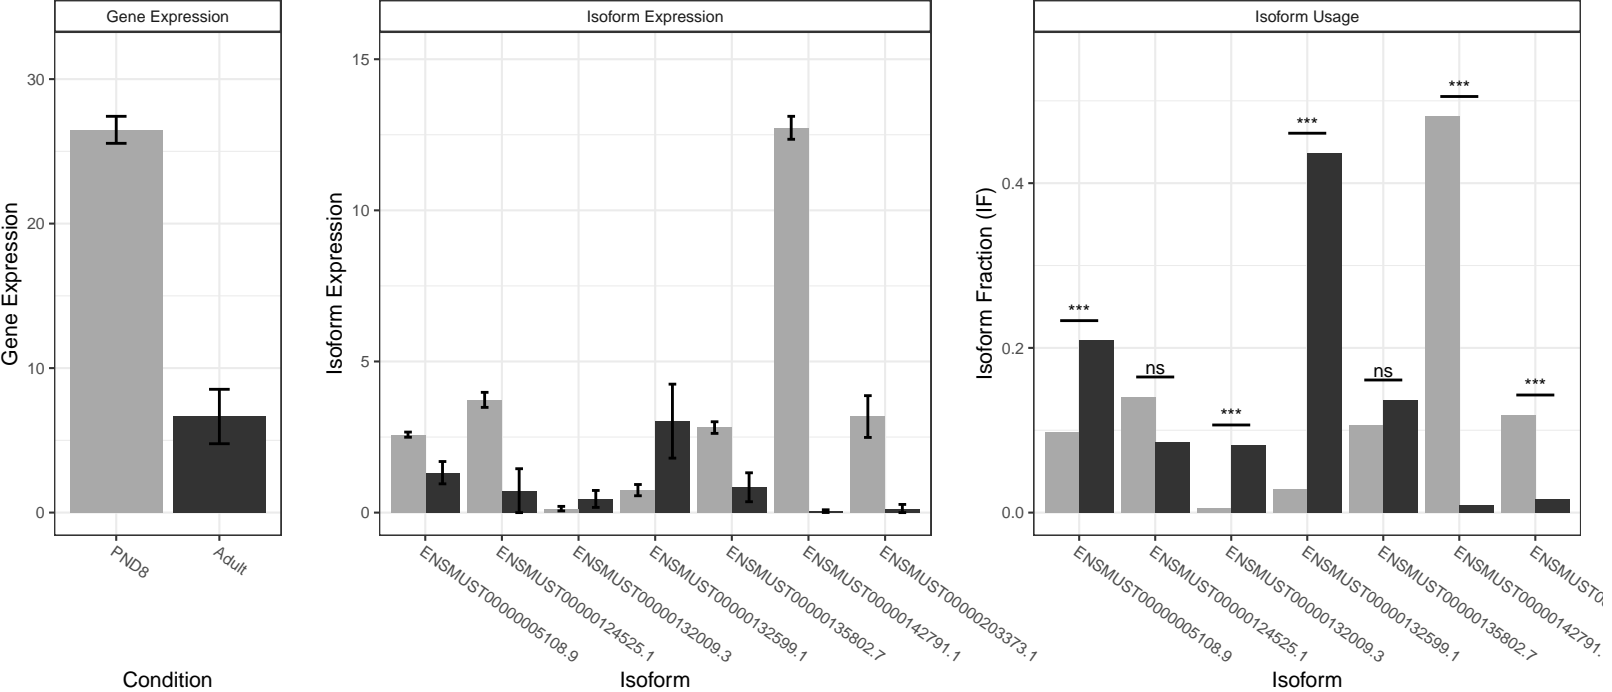 Gene Expression
Gene Expression
30
20
10
0
PND8
Adult
Condition
Isoform Expression
Isoform Expression
15
10
5
0
ENSMUST00000005108.9
ENSMUST00000124525.1
ENSMUST00000132009.3
ENSMUST00000132599.1
ENSMUST00000135802.7
ENSMUST00000142791.1
ENSMUST00000203373.1
Isoform
Isoform Usage
Isoform Fraction (IF)
0.4
0.2
0.0
***
ns
***
***
ns
***
***
ENSMUST00000005108.9
ENSMUST00000124525.1
ENSMUST00000132009.3
ENSMUST00000132599.1
ENSMUST00000135802.7
ENSMUST00000142791.
ENSMUST00
Isoform